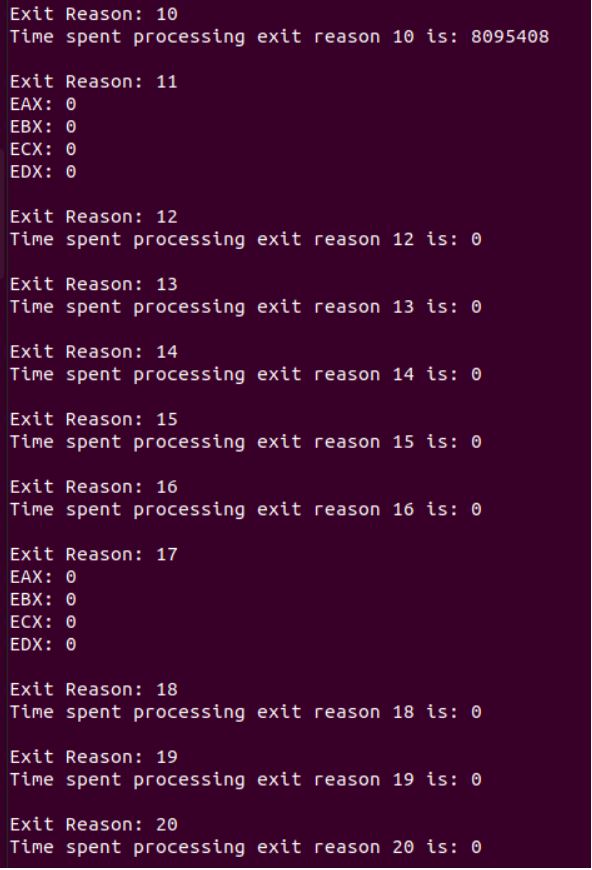 Exit Reason: 10
Time spent processing exit reason 10 is: 8095408
Exit Reason: 11
EAX: 0
EBX: 0
ECX: 0
EDX: 0
Exit Reason: 12
Time spent processing exit reason 12 is: 0
Exit Reason: 13
Time spent processing exit reason 13 is: 0
Exit Reason: 14
Time spent processing exit reason 14 is: 0
Exit Reason: 15
Time spent processing exit reason 15 is: 0
Exit Reason: 16
Time spent processing exit reason 16 is: 0
Exit Reason: 17
EAX: 0
EBX: 0
ECX: 0
EDX: 0
Exit Reason: 18
Time spent processing exit reason 18 is: 0
Exit Reason: 19
Time spent processing exit reason 19 is: 0
Exit Reason: 20
Time spent processing exit reason 20 is: 0